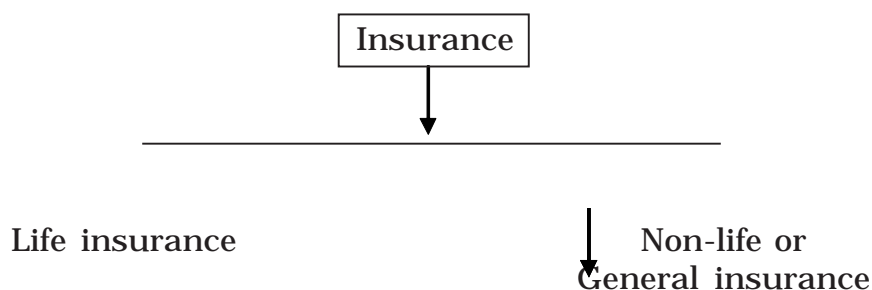 Insurance
Life insurance
Non-life or
General insurance